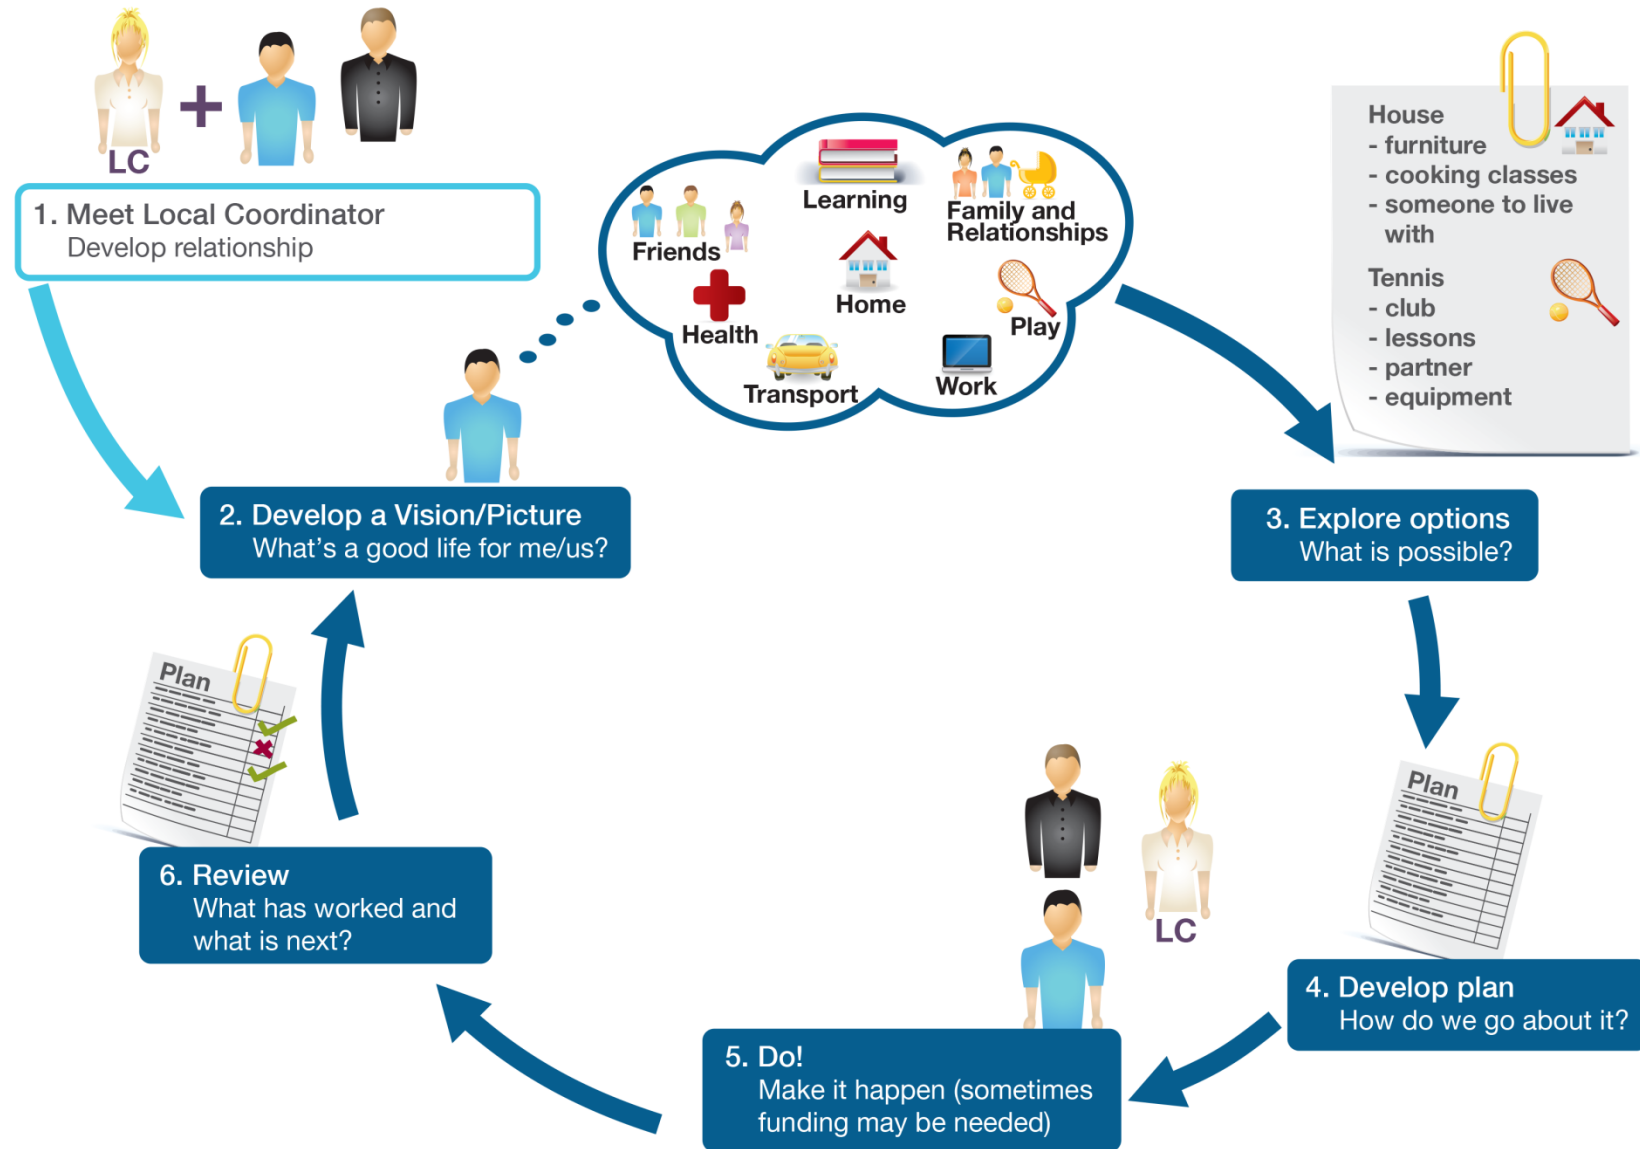 LC
1. Meet Local Coordinator
Develop relationship
Learning
Family and
Relationships
Friends
Home
Health
Play
Transport
Work
House
- furniture
- cooking classes
- someone to live
with
Tennis
- club
- lessons
- partner
- equipment
2. Develop a Vision/Picture
What’s a good life for me/us?
3. Explore options
What is possible?
Plan
4. Develop plan
How do we go about it?
LC
5. Do!
Make it happen (sometimes
funding may be needed)
Plan
6. Review
What has worked and
what is next?